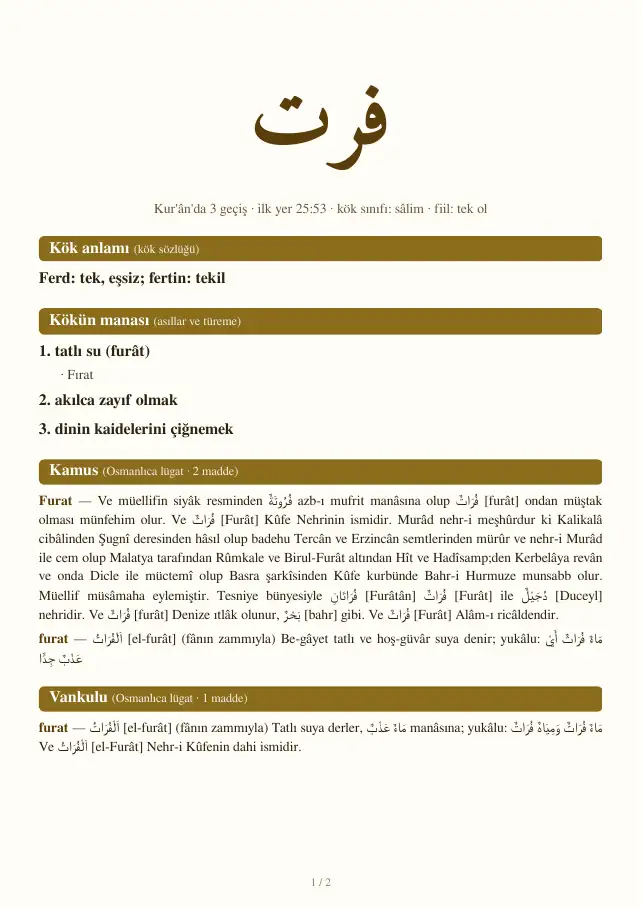 فرت
Kur'ân'da 3 geçiş · ilk yer 25:53 · kök sınıfı: sâlim · fiil: tek ol
Kök anlamı (kök sözlüğü)
Ferd: tek, eşsiz; fertin: tekil
Kökün manası (asıllar ve türeme)
1. tatlı su (furât)
· Fırat
2. akılca zayıf olmak
3. dinin kaidelerini çiğnemek
Kamus (Osmanlıca lügat · 2 madde)
Furat — Ve müellifin siyâk resminden فُرُوتَةٌ azb-ı mufrit manâsına olup فُرَاتٌ [furât] ondan müştak
olması münfehim olur. Ve فُرَاتٌ [Furât] Kûfe Nehrinin ismidir. Murâd nehr-i meşhûrdur ki Kalikalâ
cibâlinden Şugnî deresinden hâsıl olup badehu Tercân ve Erzincân semtlerinden mürûr ve nehr-i Murâd
ile cem olup Malatya tarafından Rûmkale ve Birul-Furât altından Hît ve Hadîsamp;den Kerbelâya revân
ve onda Dicle ile müctemî olup Basra şarkîsinden Kûfe kurbünde Bahr-i Hurmuze munsabb olur.
Müellif müsâmaha eylemiştir. Tesniye bünyesiyle فُرَاتَانِ [Furâtân] فُرَاتٌ [Furât] ile دُجَيْلٌ [Duceyl]
nehridir. Ve فُرَاتٌ [furât] Denize ıtlâk olunur, بَحْرٌ [bahr] gibi. Ve فُرَاتٌ [Furât] Alâm-ı ricâldendir.
furat — اَلْفُرَاتُ [el-furât] (fânın zammıyla) Be-gâyet tatlı ve hoş-güvâr suya denir; yukâlu: مَاءٌ فُرَاتٌ أَيْ
عَذْبٌ جِدًّا
Vankulu (Osmanlıca lügat · 1 madde)
furat — اَلْفُرَاتُ [el-furât] (fânın zammıyla) Tatlı suya derler, مَاءٌ عَذْبٌ manâsına; yukâlu: مَاءٌ فُرَاتٌ وَمِيَاهٌ فُرَاتٌ
Ve اَلْفُرَاتُ [el-Furât] Nehr-i Kûfenin dahi ismidir.
1 / 2